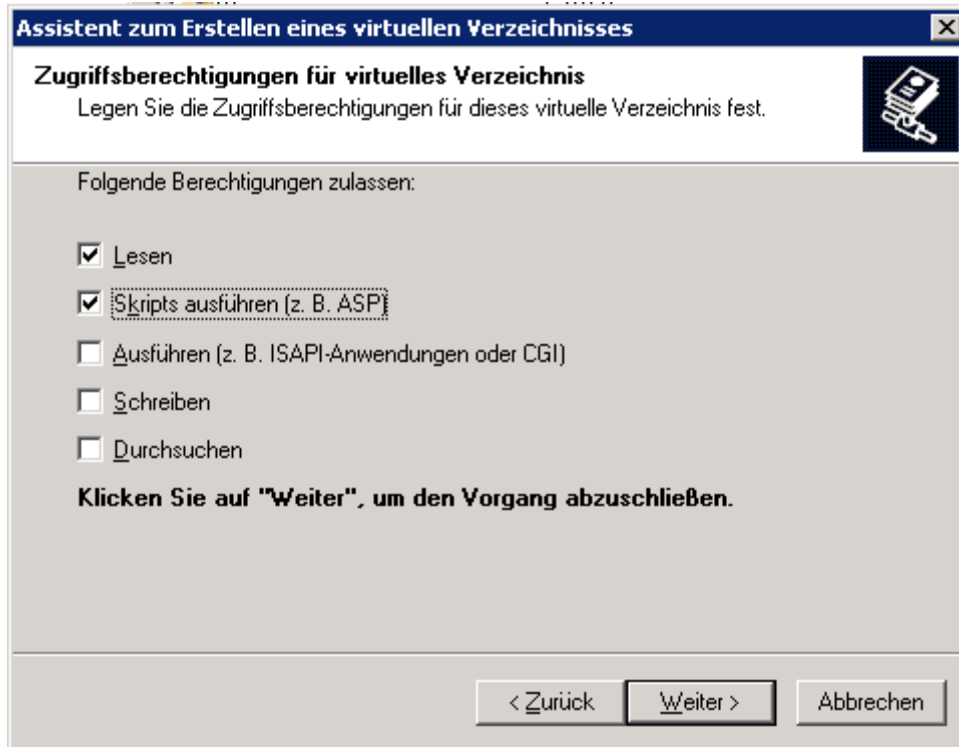 Assistent zum Erstellen eines virtuellen Verzeichnisses
Zugriffsberechtigungen für virtuelles Verzeichnis
Legen Sie die Zugriffsberechtigungen für dieses virtuelle Verzeichnis fest.
Folgende Berechtigungen zulassen:
Lesen
Skripts ausführen (z. B. ASP)
Ausführen (z. B. ISAPI-Anwendungen oder CGI)
Schreiben
Durchsuchen
Klicken Sie auf "Weiter", um den Vorgang abzuschließen.
< Zurück Weiter > Abbrechen